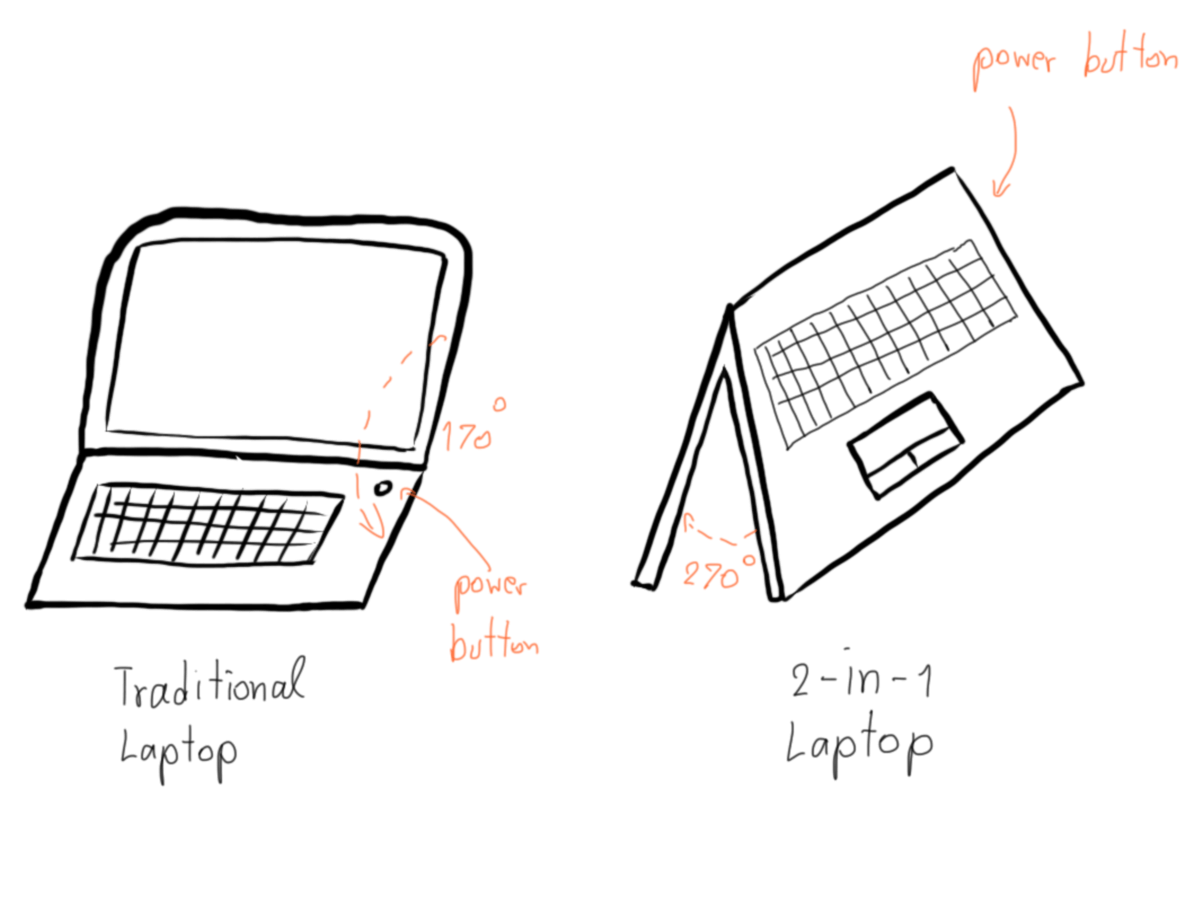 power button
170°
power
button
270°
Traditional
Laptop
2-in-1
Laptop